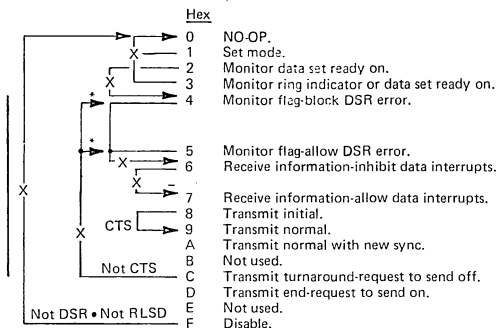 Hex
0 NO-OP.
1 Set mode.
2 Monitor data set ready on.
3 Monitor ring indicator or data set ready on.
4 Monitor flag-block DSR error.
5 Monitor flag-allow DSR error.
6 Receive information-inhibit data interrupts.
7 Receive information-allow data interrupts.
8 Transmit initial.
9 Transmit normal.
A Transmit normal with new sync.
B Not used.
C Transmit turnaround-request to send off.
D Transmit end-request to send on.
E Not used.
F Disable.
X
X
*
*
X
X
X
X
CTS
Not CTS
Not DSR • Not RLSD